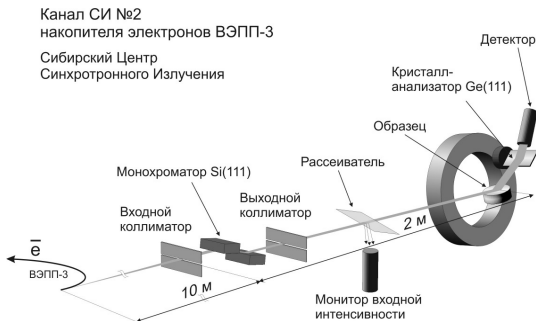 Канал СИ №2
накопителя электронов ВЭПП-3
Сибирский Центр
Синхротронного Излучения
Детектор
Кристалл-
анализатор Ge(111)
Образец
Рассеиватель
Монохроматор Si(111)
Выходной
коллиматор
Входной
коллиматор
2 м
e̅
ВЭПП-3
10 м
Монитор входной
интенсивности